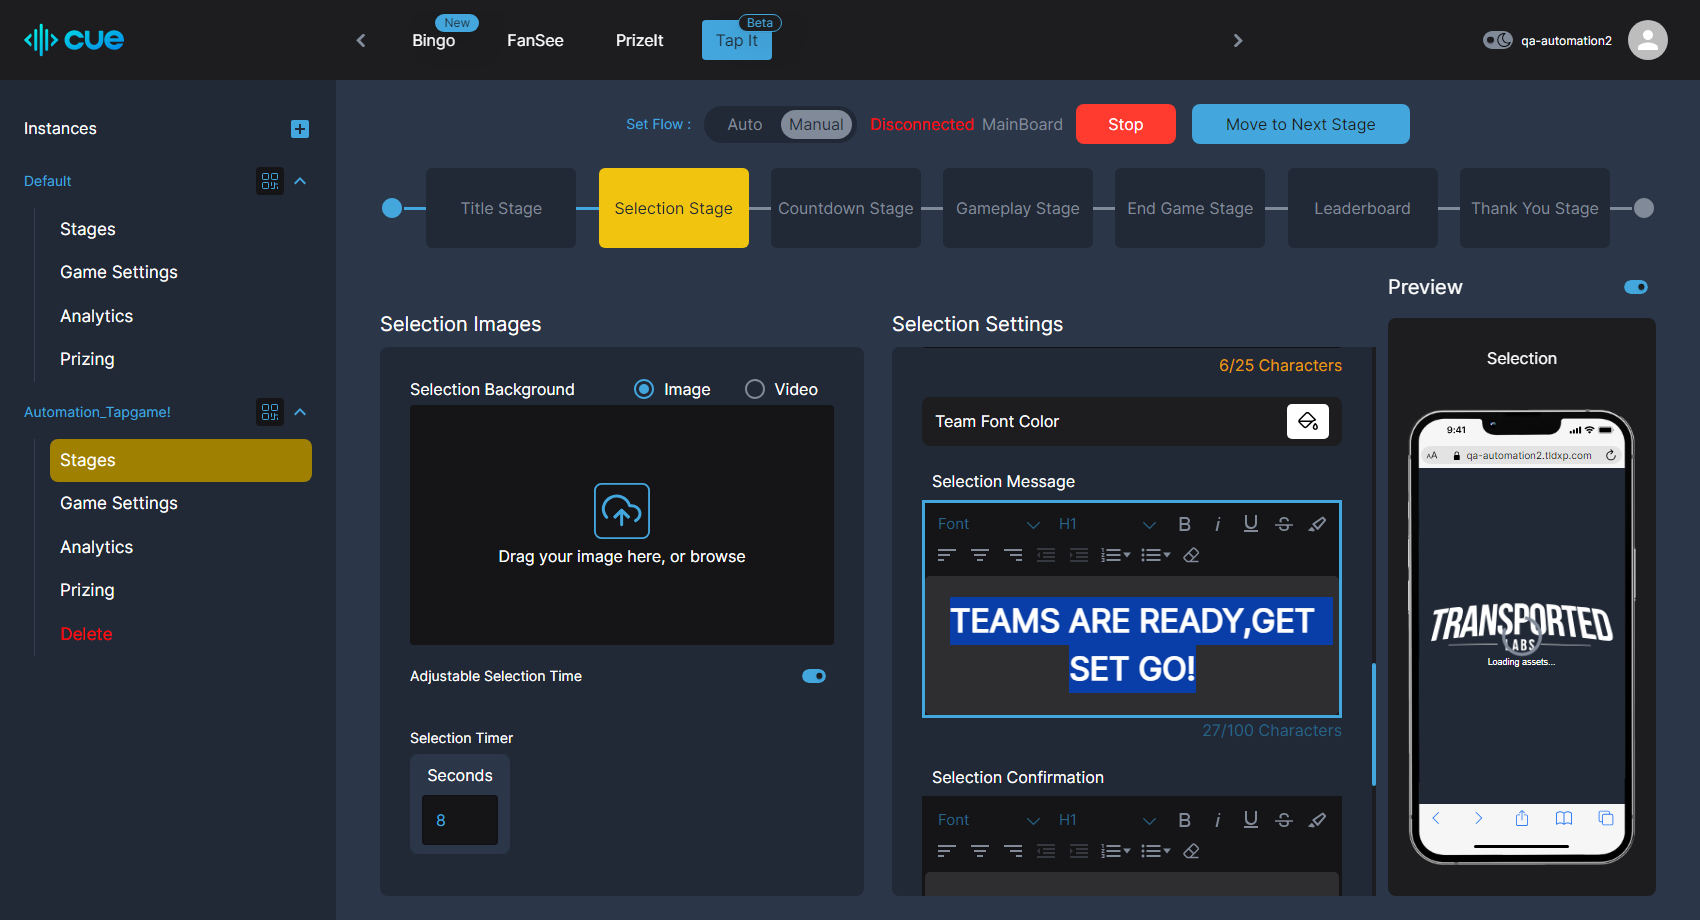 cue
Bingo
New
FanSee
PrizeIt
Tap It
Beta
qa-automation2
Instances
Default
Stages
Game Settings
Analytics
Prizing
Automation_Tapgame!
Stages
Game Settings
Analytics
Prizing
Delete
Set Flow :
Auto
Manual
Disconnected MainBoard
Stop
Move to Next Stage
Title Stage
Selection Stage
Countdown Stage
Gameplay Stage
End Game Stage
Leaderboard
Thank You Stage
Selection Images
Selection Background
Image
Video
Drag your image here, or browse
Adjustable Selection Time
Selection Timer
Seconds
8
Selection Settings
6/25 Characters
Team Font Color
Selection Message
Font
H1
B i U S
TEAMS ARE READY,GET
SET GO!
27/100 Characters
Selection Confirmation
Font
H1
B i U S
Preview
Selection
9:41
AA
qa-automation2.tldxp.com
TRANSPORTED
LABS
Loading assets...